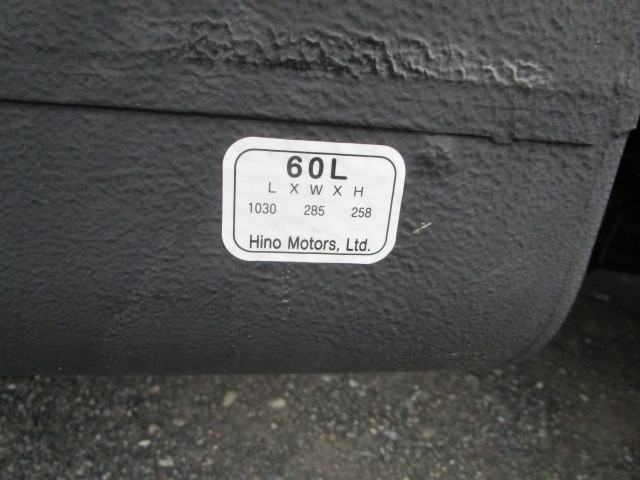 60L
L X W X H
1030 285 258
Hino Motors, Ltd.